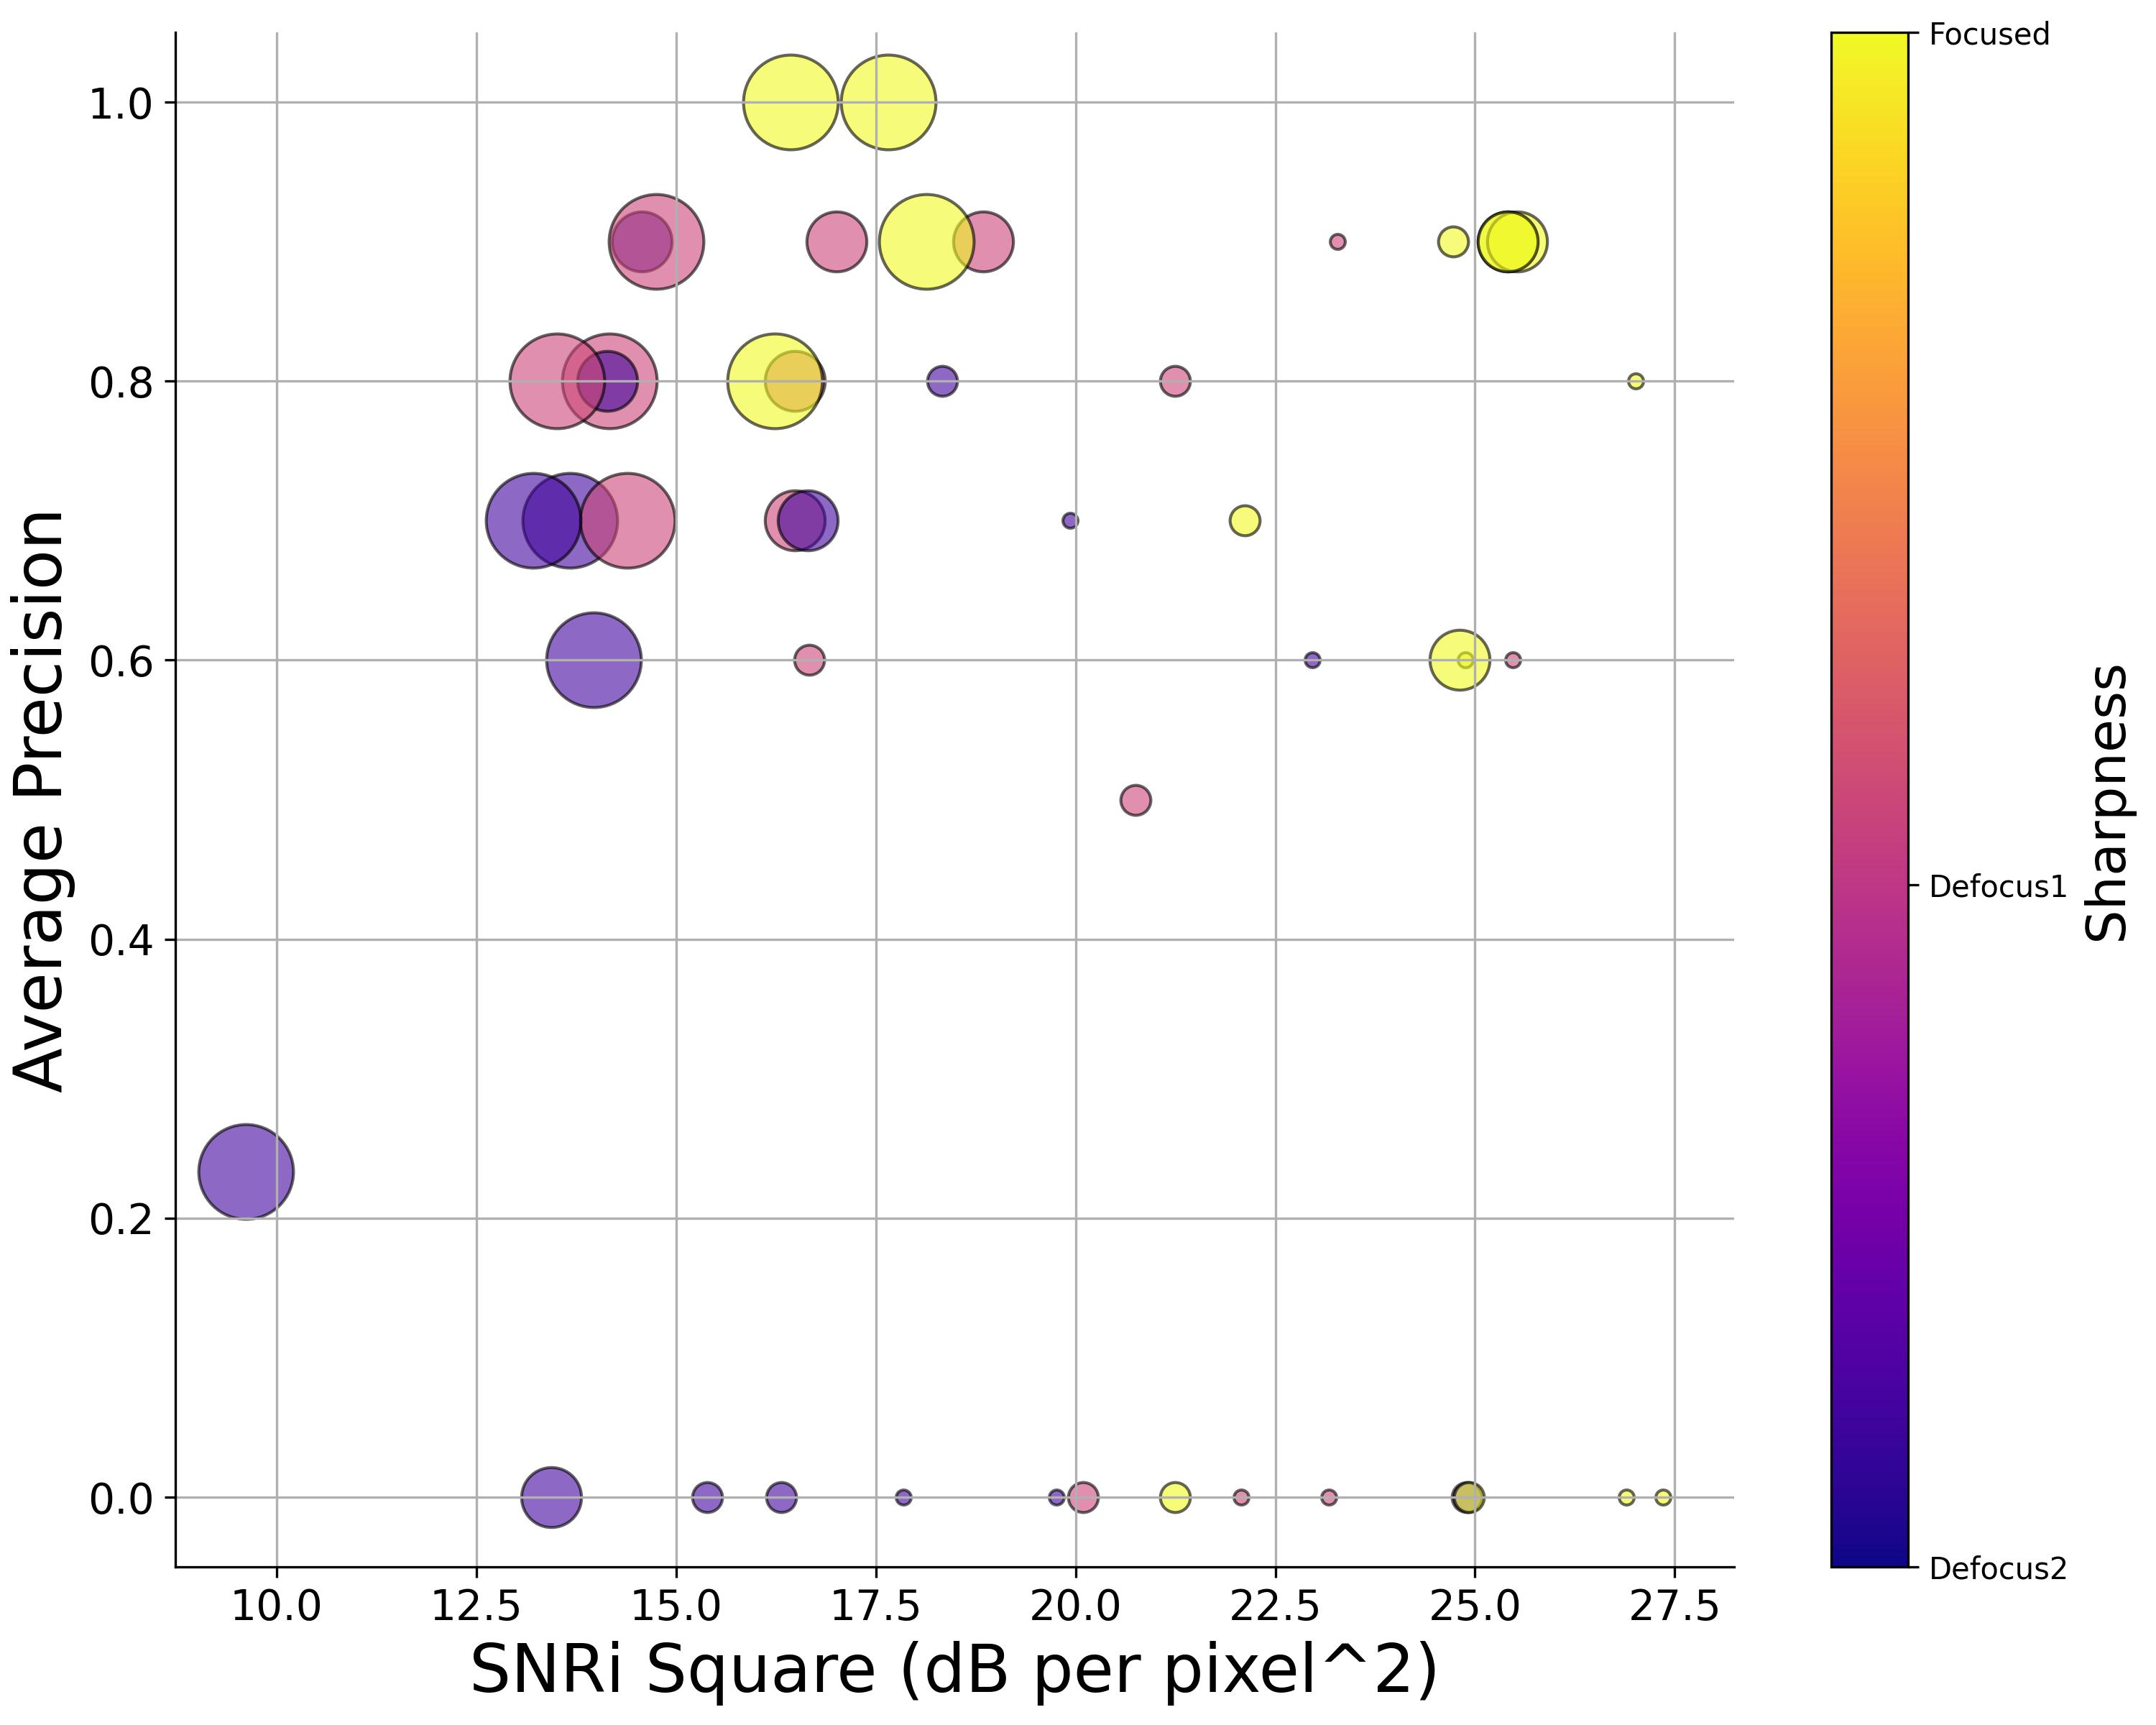 Average Precision
1.0
0.8
0.6
0.4
0.2
0.0
10.0 12.5 15.0 17.5 20.0 22.5 25.0 27.5
SNRi Square (dB per pixel^2)
Focused
Defocus1
Defocus2
Sharpness